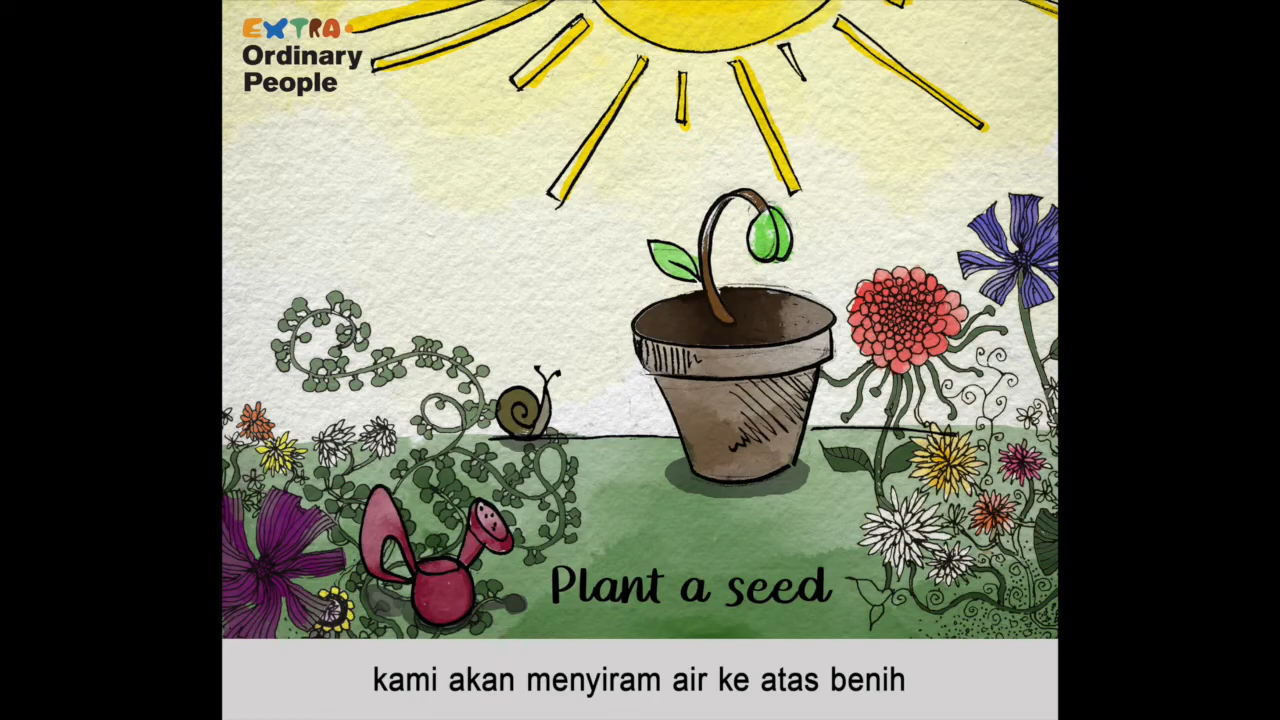 EXTRA
Ordinary
People
Plant a seed
kami akan menyiram air ke atas benih